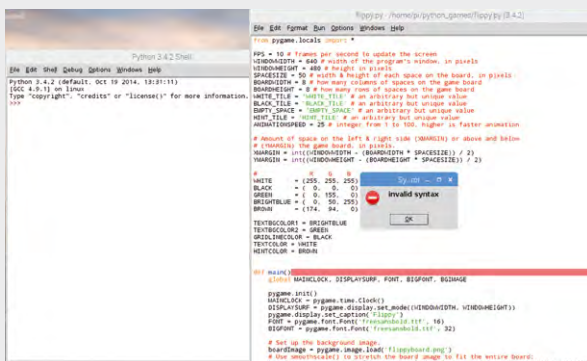 Python 3.4.2 Shell
File Edit Shell Debug Options Windows Help
Python 3.4.2 (default, Oct 19 2014, 13:31:11)
[GCC 4.9.1] on linux
Type "copyright", "credits" or "license()" for more information.
>>>
flippy.py - /home/pi/python_games/flippy.py (3.4.2)
File Edit Format Run Options Windows Help
from pygame.locals import *
FPS = 10 # frames per second to update the screen
WINDOWWIDTH = 640 # width of the program's window, in pixels
WINDOWHEIGHT = 480 # height in pixels
SPACESIZE = 50 # width & height of each space on the board, in pixels
BOARDWIDTH = 8 # how many columns of spaces on the game board
BOARDHEIGHT = 8 # how many rows of spaces on the game board
WHITE_TILE = 'WHITE_TILE' # an arbitrary but unique value
BLACK_TILE = 'BLACK_TILE' # an arbitrary but unique value
EMPTY_SPACE = 'EMPTY_SPACE' # an arbitrary but unique value
HINT_TILE = 'HINT_TILE' # an arbitrary but unique value
ANIMATIONSPEED = 25 # integer from 1 to 100, higher is faster animation
# Amount of space on the left & right side (XMARGIN) or above and below
# (YMARGIN) the game board, in pixels.
XMARGIN = int((WINDOWWIDTH - (BOARDWIDTH * SPACESIZE)) / 2)
YMARGIN = int((WINDOWHEIGHT - (BOARDHEIGHT * SPACESIZE)) / 2)
# R G B
WHITE = (255, 255, 255)
BLACK = ( 0, 0, 0)
GREEN = ( 0, 155, 0)
BRIGHTBLUE = ( 0, 50, 255)
BROWN = (174, 94, 0)
Sy...ror
invalid syntax
OK
TEXTBGCOLOR1 = BRIGHTBLUE
TEXTBGCOLOR2 = GREEN
GRIDLINECOLOR = BLACK
TEXTCOLOR = WHITE
HINTCOLOR = BROWN
def main()
global MAINCLOCK, DISPLAYSURF, FONT, BIGFONT, BGIMAGE
pygame.init()
MAINCLOCK = pygame.time.Clock()
DISPLAYSURF = pygame.display.set_mode((WINDOWWIDTH, WINDOWHEIGHT))
pygame.display.set_caption('Flippy')
FONT = pygame.font.Font('freesansbold.ttf', 16)
BIGFONT = pygame.font.Font('freesansbold.ttf', 32)
# Set up the background image.
boardImage = pygame.image.load('flippyboard.png')
# Use smoothscale() to stretch the board image to fit the entire board: